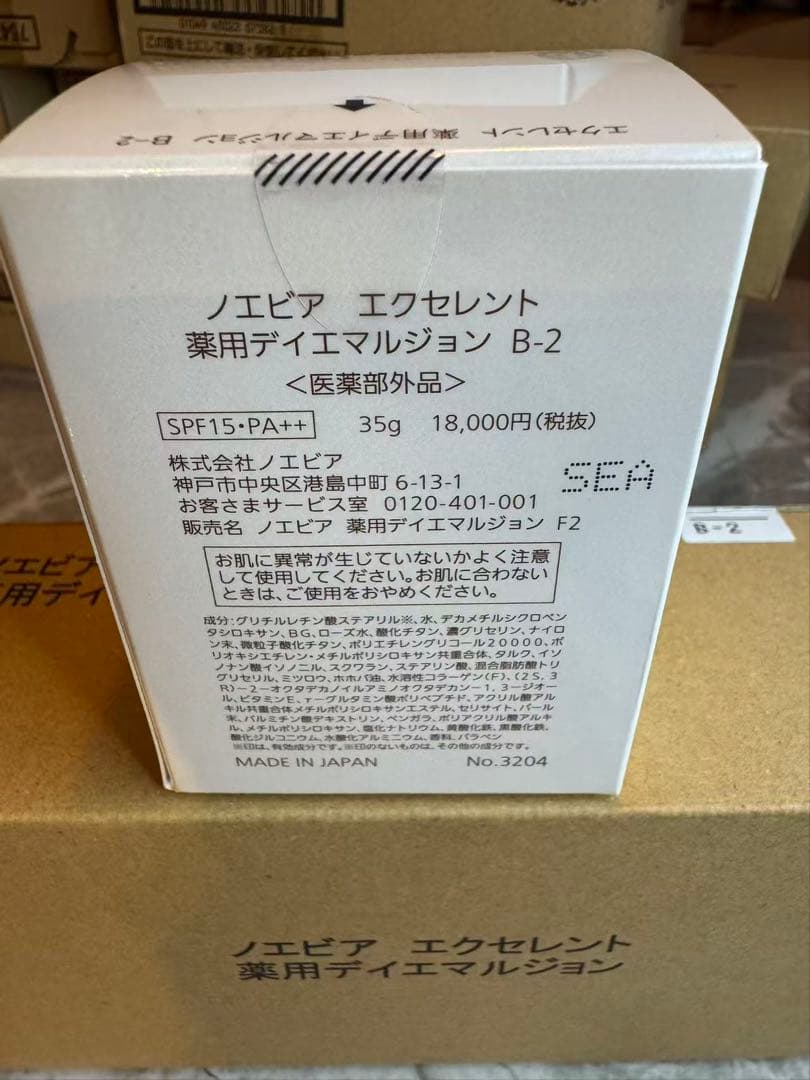 エクセレント 薬用デイエマルジョン B-2
ノエビア エクセレント
薬用デイエマルジョン B-2
<医薬部外品>
SPF15・PA++ 35g 18,000円(税抜)
株式会社ノエビア
神戸市中央区港島中町 6-13-1
お客さまサービス室 0120-401-001
販売名 ノエビア 薬用デイエマルジョン F2
SEA
お肌に異常が生じていないかよく注意
して使用してください。お肌に合わない
ときは、ご使用をおやめください。
成分:グリチルレチン酸ステアリル※、水、デカメチルシクロペン
タシロキサン、BG、ローズ水、酸化チタン、濃グリセリン、ナイロ
ン末、微粒子酸化チタン、ポリエチレングリコール20000、ポ
リオキシエチレン・メチルポリシロキサン共重合体、タルク、イソ
ノナン酸イソノニル、スクワラン、ステアリン酸、混合脂肪酸トリ
グリセリル、ミツロウ、ホホバ油、水溶性コラーゲン(F)、(2S,3
R)-2-オクタデカノイルアミノオクタデカン-1,3-ジオー
ル、ビタミンE、r-グルタミン酸ポリペプチド、アクリル酸アル
キル共重合体メチルポリシロキサンエステル、セリサイト、パール
末、パルミチン酸デキストリン、ベンガラ、ポリアクリル酸アルキ
ル、メチルポリシロキサン、塩化ナトリウム、黄酸化鉄、黒酸化鉄、
酸化ジルコニウム、水酸化アルミニウム、香料、パラベン
※印は、有効成分です。※印のないものは、その他の成分です。
MADE IN JAPAN No.3204
B-2
ノエビア
用デイ
ノエビア エクセレント
薬用デイエマルジョン